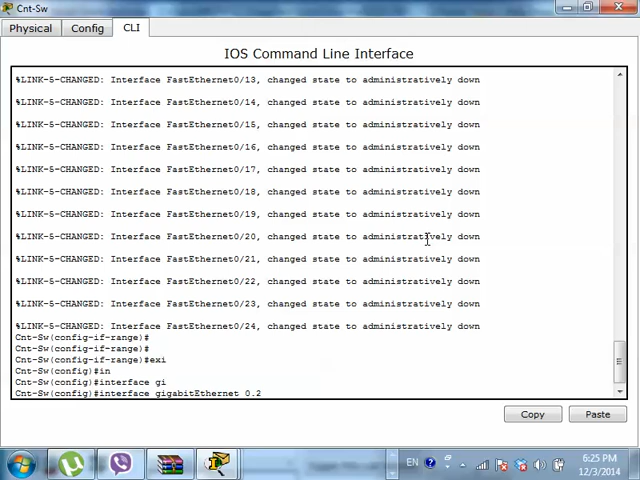 Cnt-Sw
Physical Config CLI
IOS Command Line Interface
%LINK-5-CHANGED: Interface FastEthernet0/13, changed state to administratively down
%LINK-5-CHANGED: Interface FastEthernet0/14, changed state to administratively down
%LINK-5-CHANGED: Interface FastEthernet0/15, changed state to administratively down
%LINK-5-CHANGED: Interface FastEthernet0/16, changed state to administratively down
%LINK-5-CHANGED: Interface FastEthernet0/17, changed state to administratively down
%LINK-5-CHANGED: Interface FastEthernet0/18, changed state to administratively down
%LINK-5-CHANGED: Interface FastEthernet0/19, changed state to administratively down
%LINK-5-CHANGED: Interface FastEthernet0/20, changed state to administratively down
%LINK-5-CHANGED: Interface FastEthernet0/21, changed state to administratively down
%LINK-5-CHANGED: Interface FastEthernet0/22, changed state to administratively down
%LINK-5-CHANGED: Interface FastEthernet0/23, changed state to administratively down
%LINK-5-CHANGED: Interface FastEthernet0/24, changed state to administratively down
Cnt-Sw(config-if-range)#
Cnt-Sw(config-if-range)#
Cnt-Sw(config-if-range)#exi
Cnt-Sw(config)#in
Cnt-Sw(config)#interface gi
Cnt-Sw(config)#interface gigabitEthernet 0.2
Copy Paste
EN 6:25 PM
12/3/2014